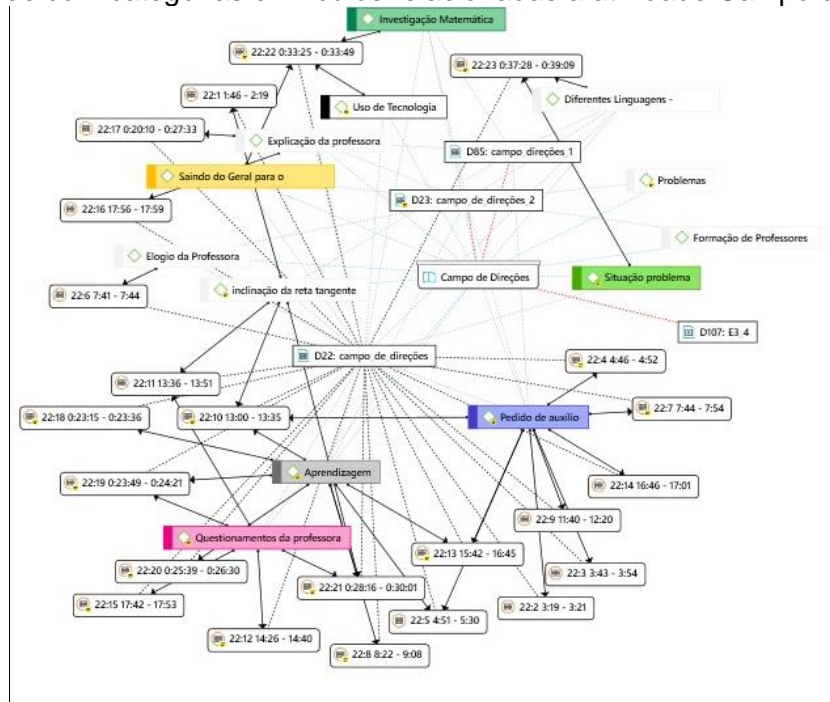 Investigação Matemática
22:22 0:33:25 - 0:33:49
22:23 0:37:28 - 0:39:09
22:1 1:46 - 2:19
Diferentes Linguagens -
Uso de Tecnologia
22:17 0:20:10 - 0:27:33
Explicação da professora
D85: campo_direções_1
Saindo do Geral para o
Problemas
D23: campo_de_direções_2
22:16 17:56 - 17:59
Formação de Professores
Elogio da Professora
Campo de Direções
Situação problema
22:6 7:41 - 7:44
inclinação da reta tangente
D107: E3_4
D22: campo_de_direções
22:4 4:46 - 4:52
22:11 13:36 - 13:51
22:18 0:23:15 - 0:23:36
22:10 13:00 - 13:35
Pedido de auxílio
22:7 7:44 - 7:54
Aprendizagem
22:19 0:23:49 - 0:24:21
22:14 16:46 - 17:01
22:9 11:40 - 12:20
Questionamentos da professora
22:13 15:42 - 16:45
22:20 0:25:39 - 0:26:30
22:3 3:43 - 3:54
22:21 0:28:16 - 0:30:01
22:15 17:42 - 17:53
22:2 3:19 - 3:21
22:5 4:51 - 5:30
22:12 14:26 - 14:40
22:8 8:22 - 9:08